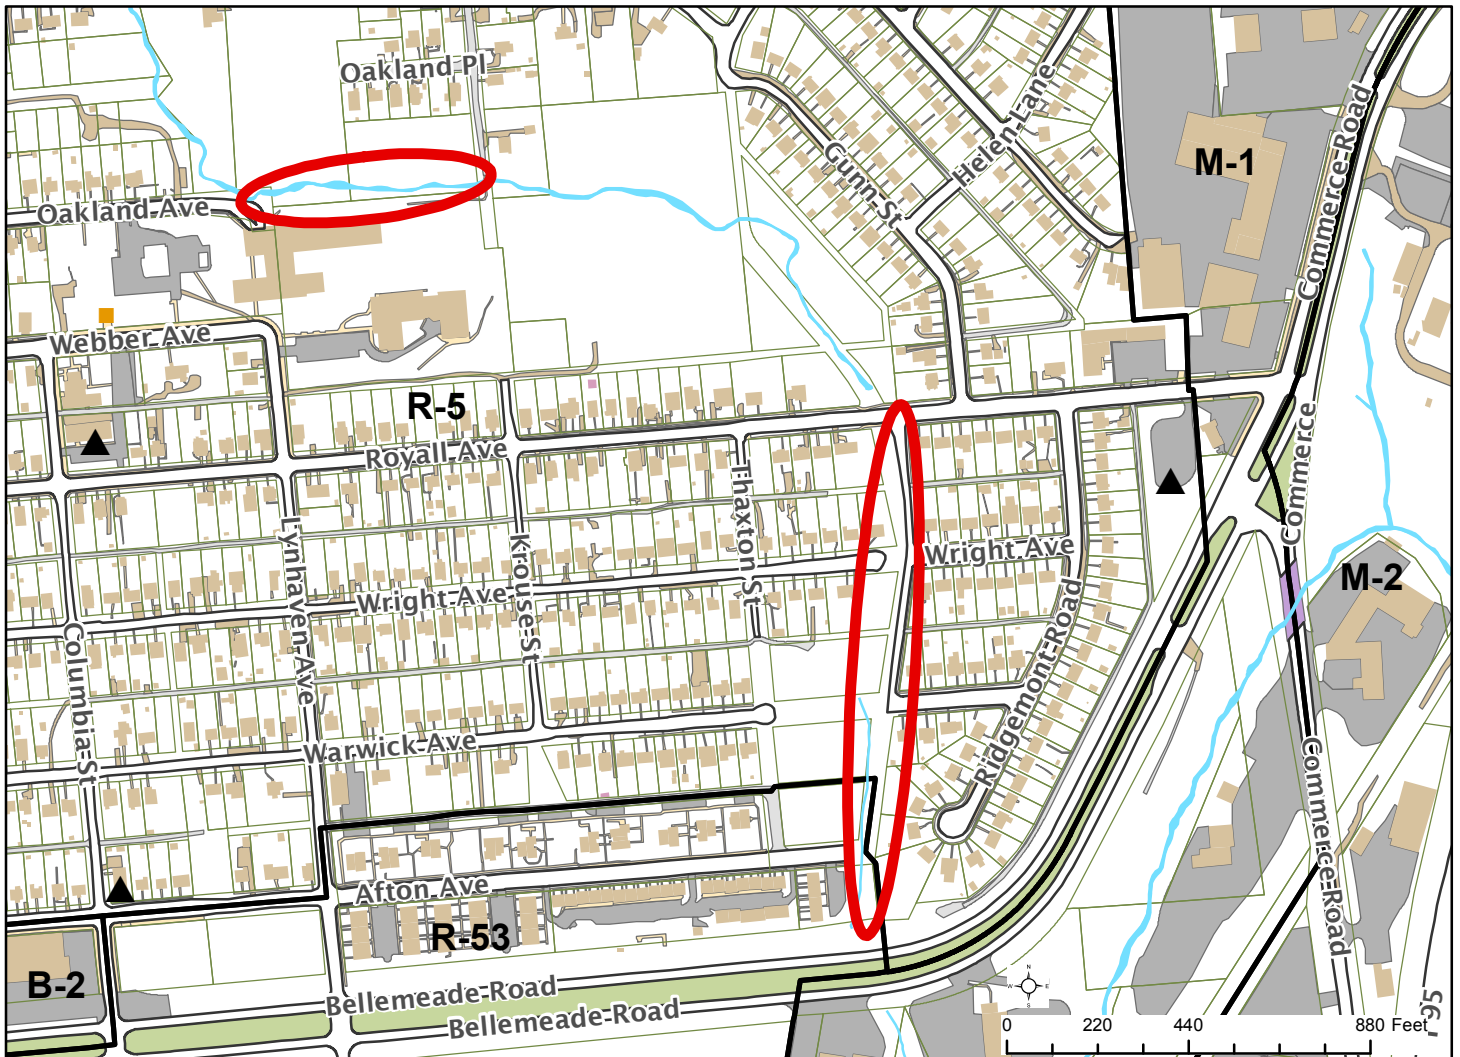 Oakland Pl
Helen-Lane
M-1
Commerce-Road
Gunn-St
Oakland-Ave
Webber-Ave
R-5
Royall-Ave
Commerce
Thaxton-St
Krouse-St
Lynhaven-Ave
Wright-Ave
Wright-Ave
M-2
Columbia-St
Ridgemont-Road
Warwick-Ave
Commmerce-Road
Afton-Ave
R-53
B-2
Bellemeade-Road
Bellemeade-Road
N
W E
S
0 220 440 880 Feet